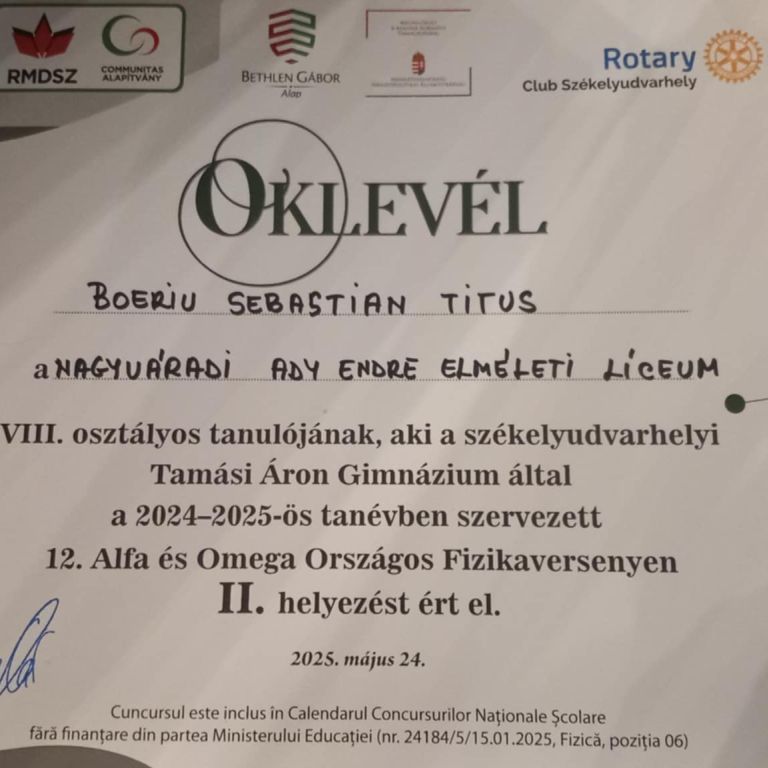 RMDSZ
COMMUNITAS
ALAPÍTVÁNY
BETHLEN GÁBOR
Alap
Rotary
Club Székelyudvarhely
OKLEVÉL
BOERIU SEBASTIAN TITUS
a NAGYVÁRADI ADY ENDRE ELMÉLETI LÍCEUM
VIII. osztályos tanulójának, aki a székelyudvarhelyi
Tamási Áron Gimnázium által
a 2024–2025-ös tanévben szervezett
12. Alfa és Omega Országos Fizikaversenyen
II. helyezést ért el.
2025. május 24.
Cuncursul este inclus în Calendarul Concursurilor Naționale Școlare
fără finanțare din partea Ministerului Educației (nr. 24184/5/15.01.2025, Fizică, poziția 06)